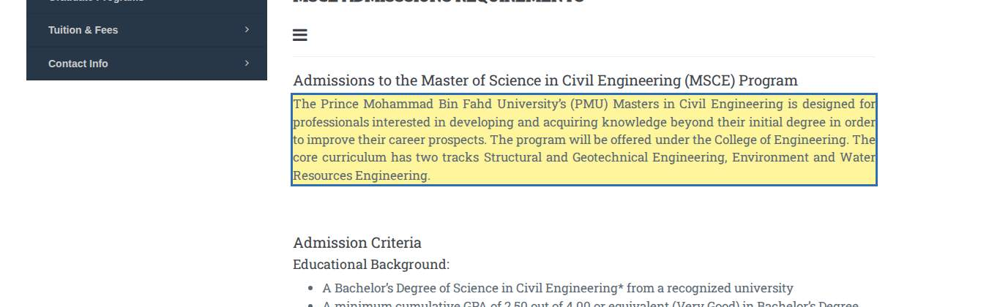 Graduate Programs
Tuition & Fees
Contact Info
MSCE ADMISSSIONS REQUIREMENTS
Admissions to the Master of Science in Civil Engineering (MSCE) Program
The Prince Mohammad Bin Fahd University's (PMU) Masters in Civil Engineering is designed for
professionals interested in developing and acquiring knowledge beyond their initial degree in order
to improve their career prospects. The program will be offered under the College of Engineering. The
core curriculum has two tracks Structural and Geotechnical Engineering, Environment and Water
Resources Engineering.
Admission Criteria
Educational Background:
A Bachelor's Degree of Science in Civil Engineering* from a recognized university
A minimum cumulative GPA of 2.50 out of 4.00 or equivalent (Very Good) in Bachelor's Degree